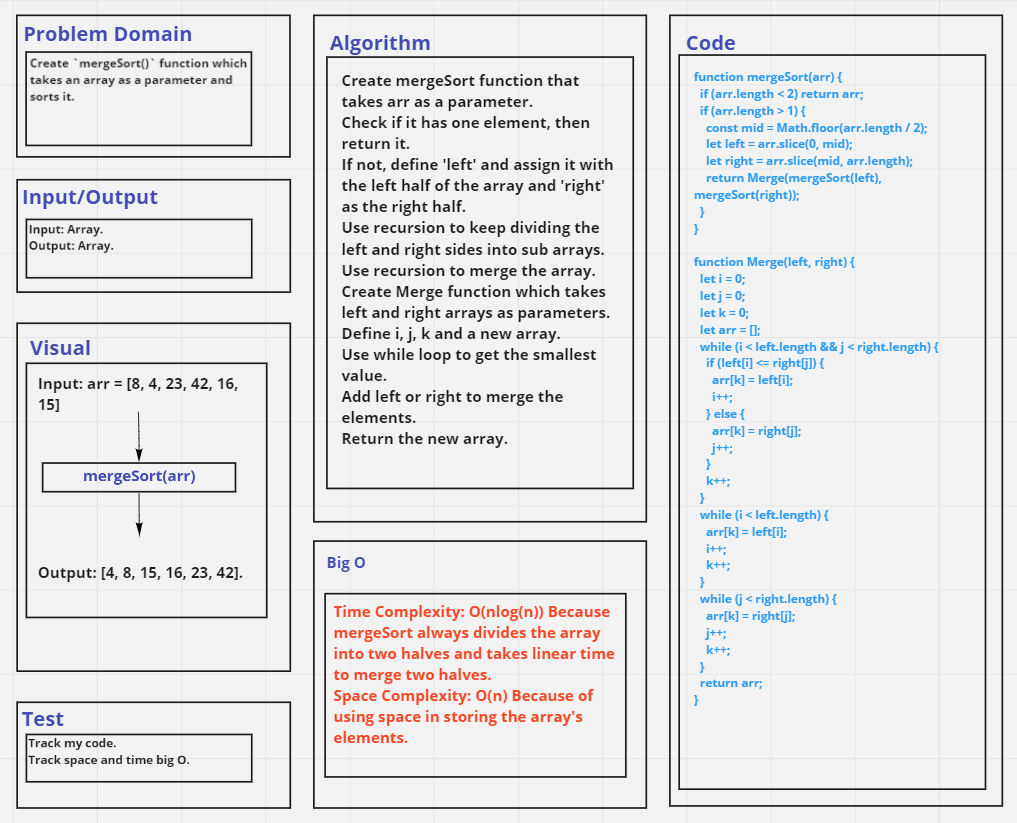 Problem Domain
Create `mergeSort()` function which
takes an array as a parameter and
sorts it.
Input/Output
Input: Array.
Output: Array.
Visual
Input: arr = [8, 4, 23, 42, 16,
15]
mergeSort(arr)
Output: [4, 8, 15, 16, 23, 42].
Test
Track my code.
Track space and time big O.
Algorithm
Create mergeSort function that
takes arr as a parameter.
Check if it has one element, then
return it.
If not, define 'left' and assign it with
the left half of the array and 'right'
as the right half.
Use recursion to keep dividing the
left and right sides into sub arrays.
Use recursion to merge the array.
Create Merge function which takes
left and right arrays as parameters.
Define i, j, k and a new array.
Use while loop to get the smallest
value.
Add left or right to merge the
elements.
Return the new array.
Big O
Time Complexity: O(nlog(n)) Because
mergeSort always divides the array
into two halves and takes linear time
to merge two halves.
Space Complexity: O(n) Because of
using space in storing the array's
elements.
Code
function mergeSort(arr) {
if (arr.length < 2) return arr;
if (arr.length > 1) {
const mid = Math.floor(arr.length / 2);
let left = arr.slice(0, mid);
let right = arr.slice(mid, arr.length);
return Merge(mergeSort(left),
mergeSort(right));
}
}
function Merge(left, right) {
let i = 0;
let j = 0;
let k = 0;
let arr = [];
while (i < left.length && j < right.length) {
if (left[i] <= right[j]) {
arr[k] = left[i];
i++;
} else {
arr[k] = right[j];
j++;
}
k++;
}
while (i < left.length) {
arr[k] = left[i];
i++;
k++;
}
while (j < right.length) {
arr[k] = right[j];
j++;
k++;
}
return arr;
}